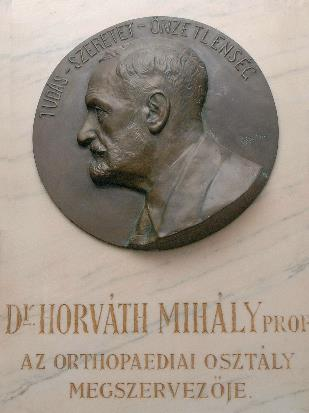 TUDÁS - SZERETET - ÖNZETLENSÉG
Dr. HORVÁTH MIHÁLY PROF
AZ ORTHOPAEDIAI OSZTÁLY
MEGSZERVEZŐJE.